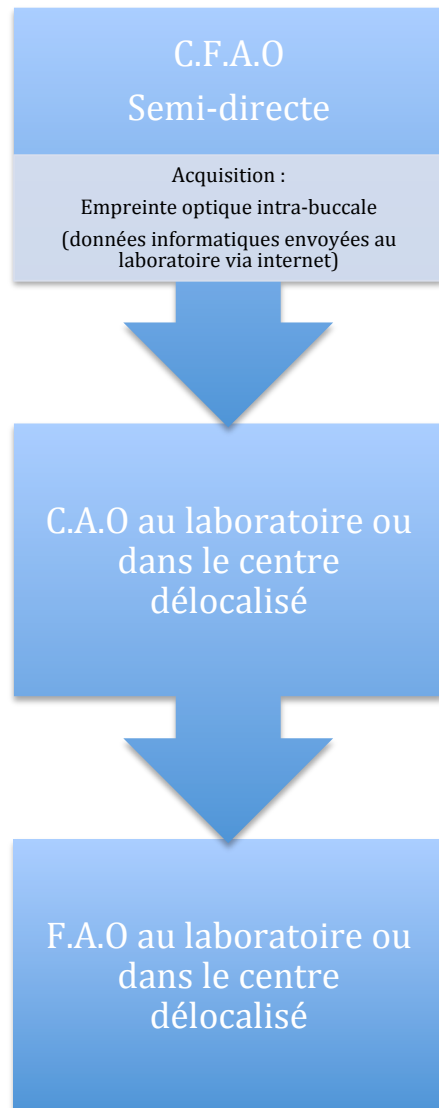 C.F.A.O
Semi-directe
Acquisition :
Empreinte optique intra-buccale
(données informatiques envoyées au
laboratoire via internet)
C.A.O au laboratoire ou
dans le centre
délocalisé
F.A.O au laboratoire ou
dans le centre
délocalisé